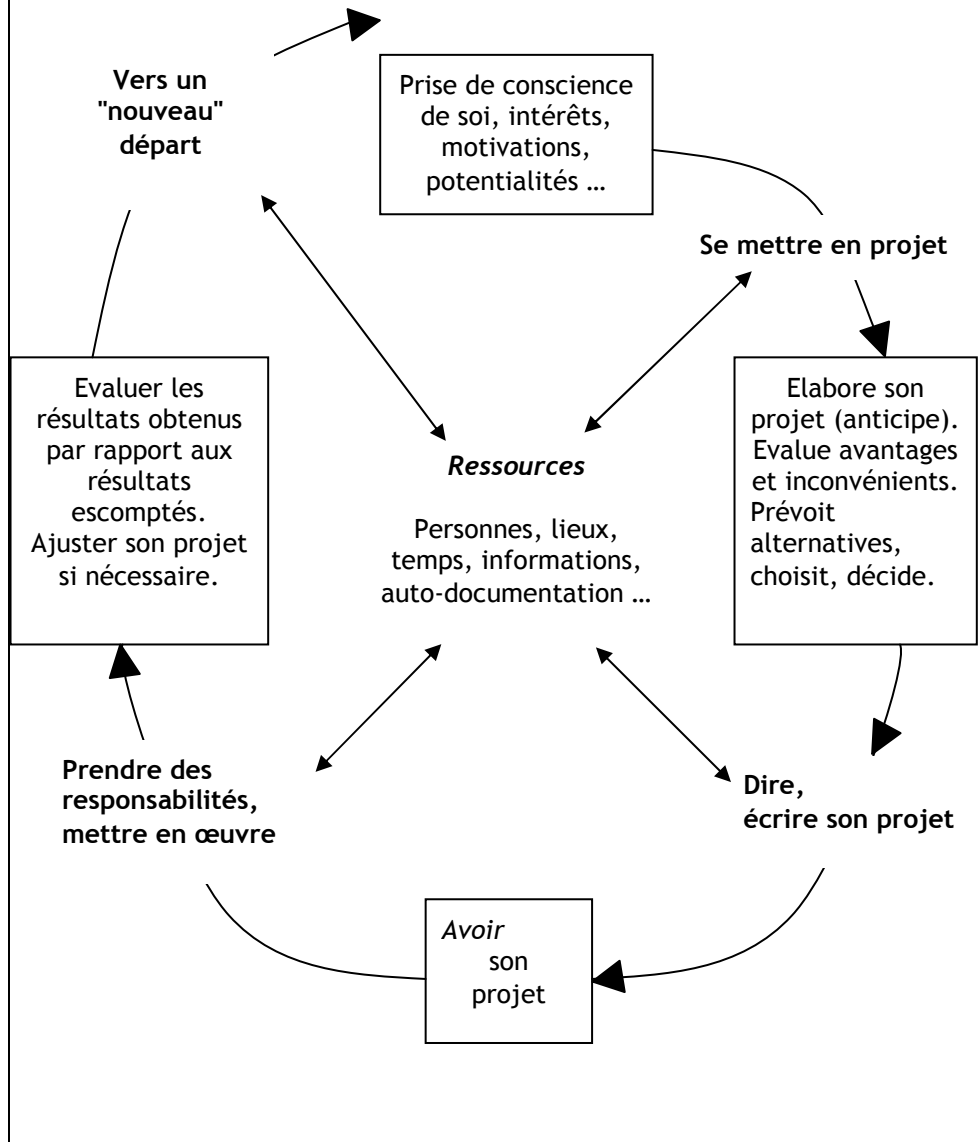 Vers un
"nouveau"
départ
Prise de conscience
de soi, intérêts,
motivations,
potentialités …
Se mettre en projet
Evaluer les
résultats obtenus
par rapport aux
résultats
escomptés.
Ajuster son projet
si nécessaire.
Ressources
Personnes, lieux,
temps, informations,
auto-documentation …
Elabore son
projet (anticipe).
Evalue avantages
et inconvénients.
Prévoit
alternatives,
choisit, décide.
Prendre des
responsabilités,
mettre en œuvre
Dire,
écrire son projet
Avoir
son
projet